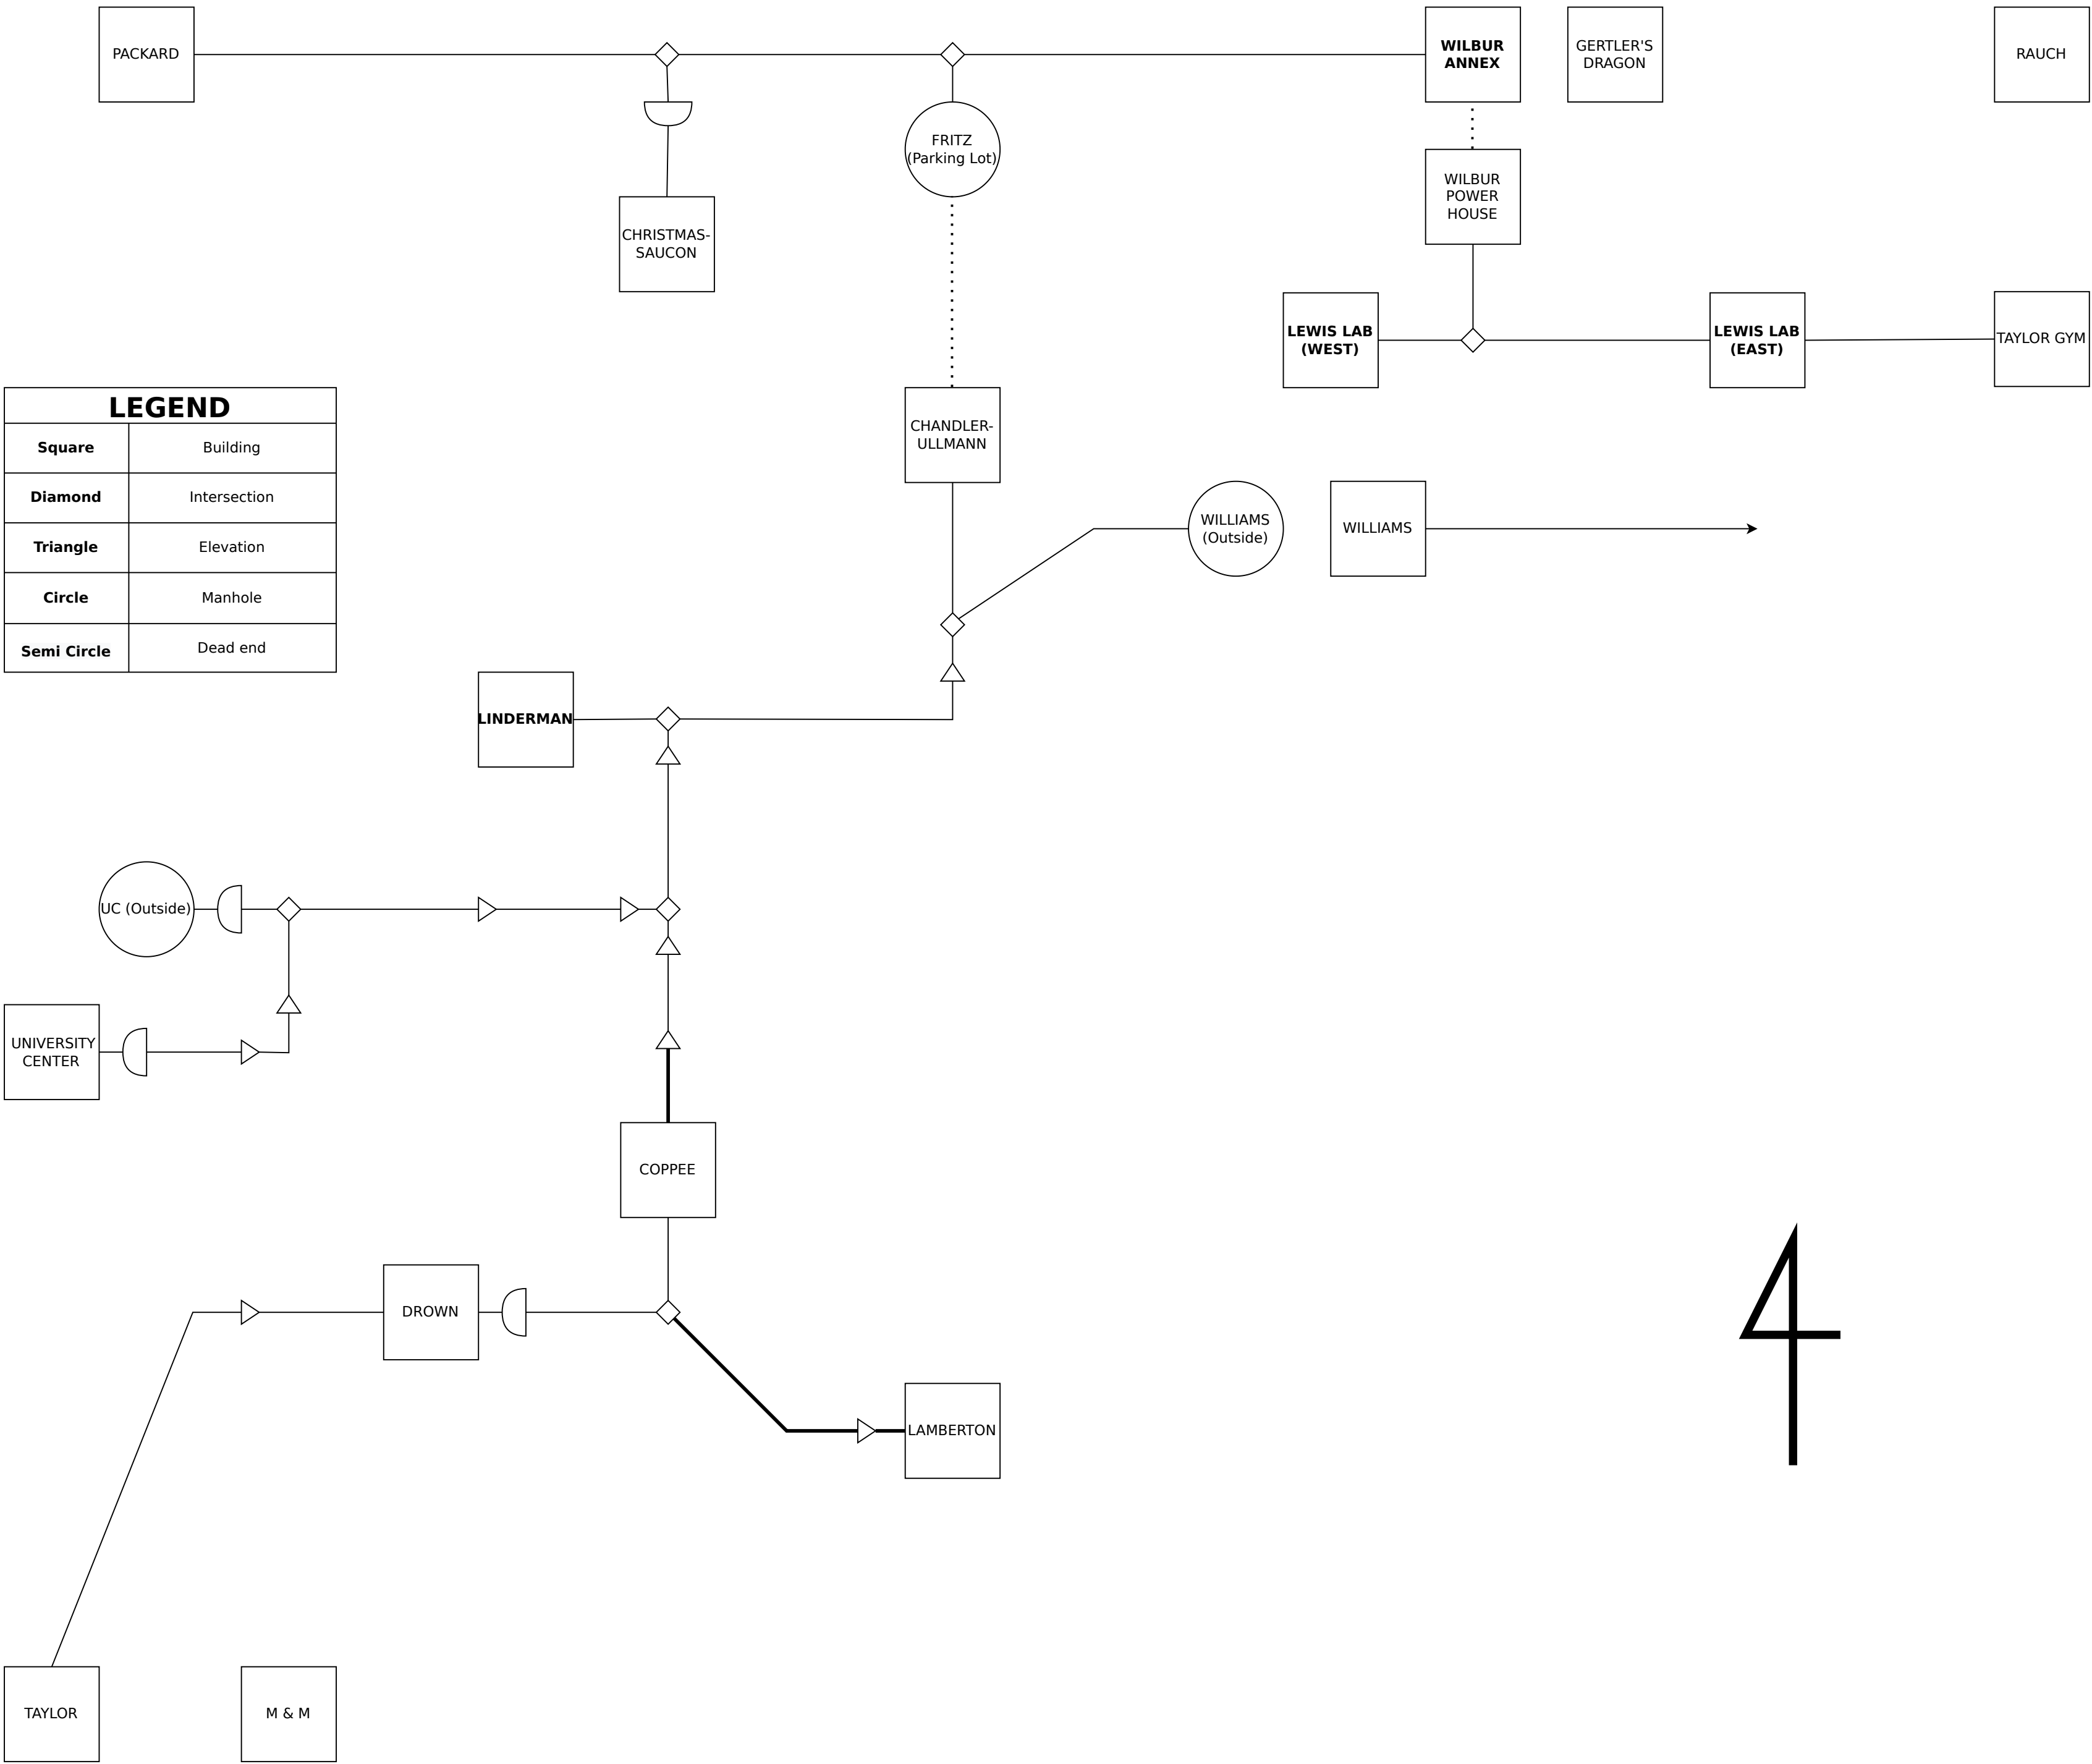 PACKARD
WILBUR
ANNEX
GERTLER'S
DRAGON
RAUCH
FRITZ
(Parking Lot)
WILBUR
POWER
HOUSE
CHRISTMAS-
SAUCON
LEWIS LAB
(WEST)
LEWIS LAB
(EAST)
TAYLOR GYM
LEGEND
Square Building
Diamond Intersection
Triangle Elevation
Circle Manhole
Semi Circle Dead end
CHANDLER-
ULLMANN
WILLIAMS
(Outside)
WILLIAMS
LINDERMAN
UC (Outside)
UNIVERSITY
CENTER
COPPEE
DROWN
LAMBERTON
TAYLOR
M & M